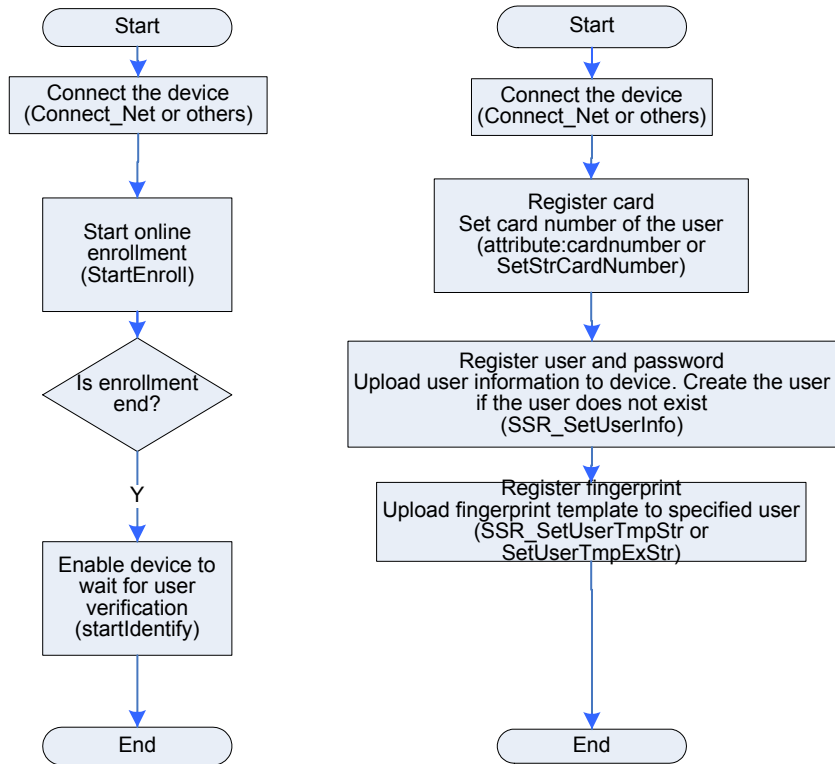 Start
Connect the device
(Connect_Net or others)
Start online
enrollment
(StartEnroll)
Is enrollment
end?
Y
Enable device to
wait for user
verification
(startIdentify)
End
Start
Connect the device
(Connect_Net or others)
Register card
Set card number of the user
(attribute:cardnumber or
SetStrCardNumber)
Register user and password
Upload user information to device. Create the user
if the user does not exist
(SSR_SetUserInfo)
Register fingerprint
Upload fingerprint template to specified user
(SSR_SetUserTmpStr or
SetUserTmpExStr)
End